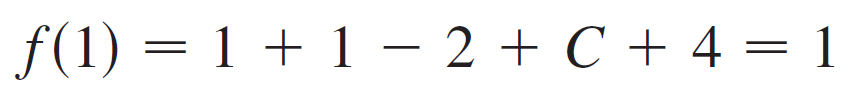 f(1) = 1 + 1 − 2 + C + 4 = 1